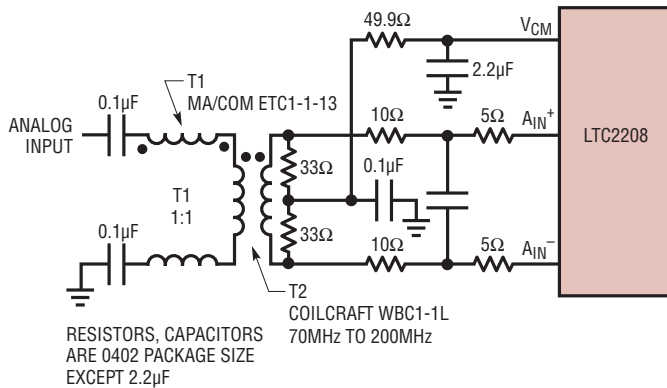 49.9Ω
V_CM
2.2µF
T1
MA/COM ETC1-1-13
0.1µF
ANALOG
INPUT
10Ω
5Ω
A_IN^+
LTC2208
33Ω
0.1µF
T1
1:1
33Ω
0.1µF
10Ω
5Ω
A_IN^–
T2
COILCRAFT WBC1-1L
70MHz TO 200MHz
RESISTORS, CAPACITORS
ARE 0402 PACKAGE SIZE
EXCEPT 2.2µF